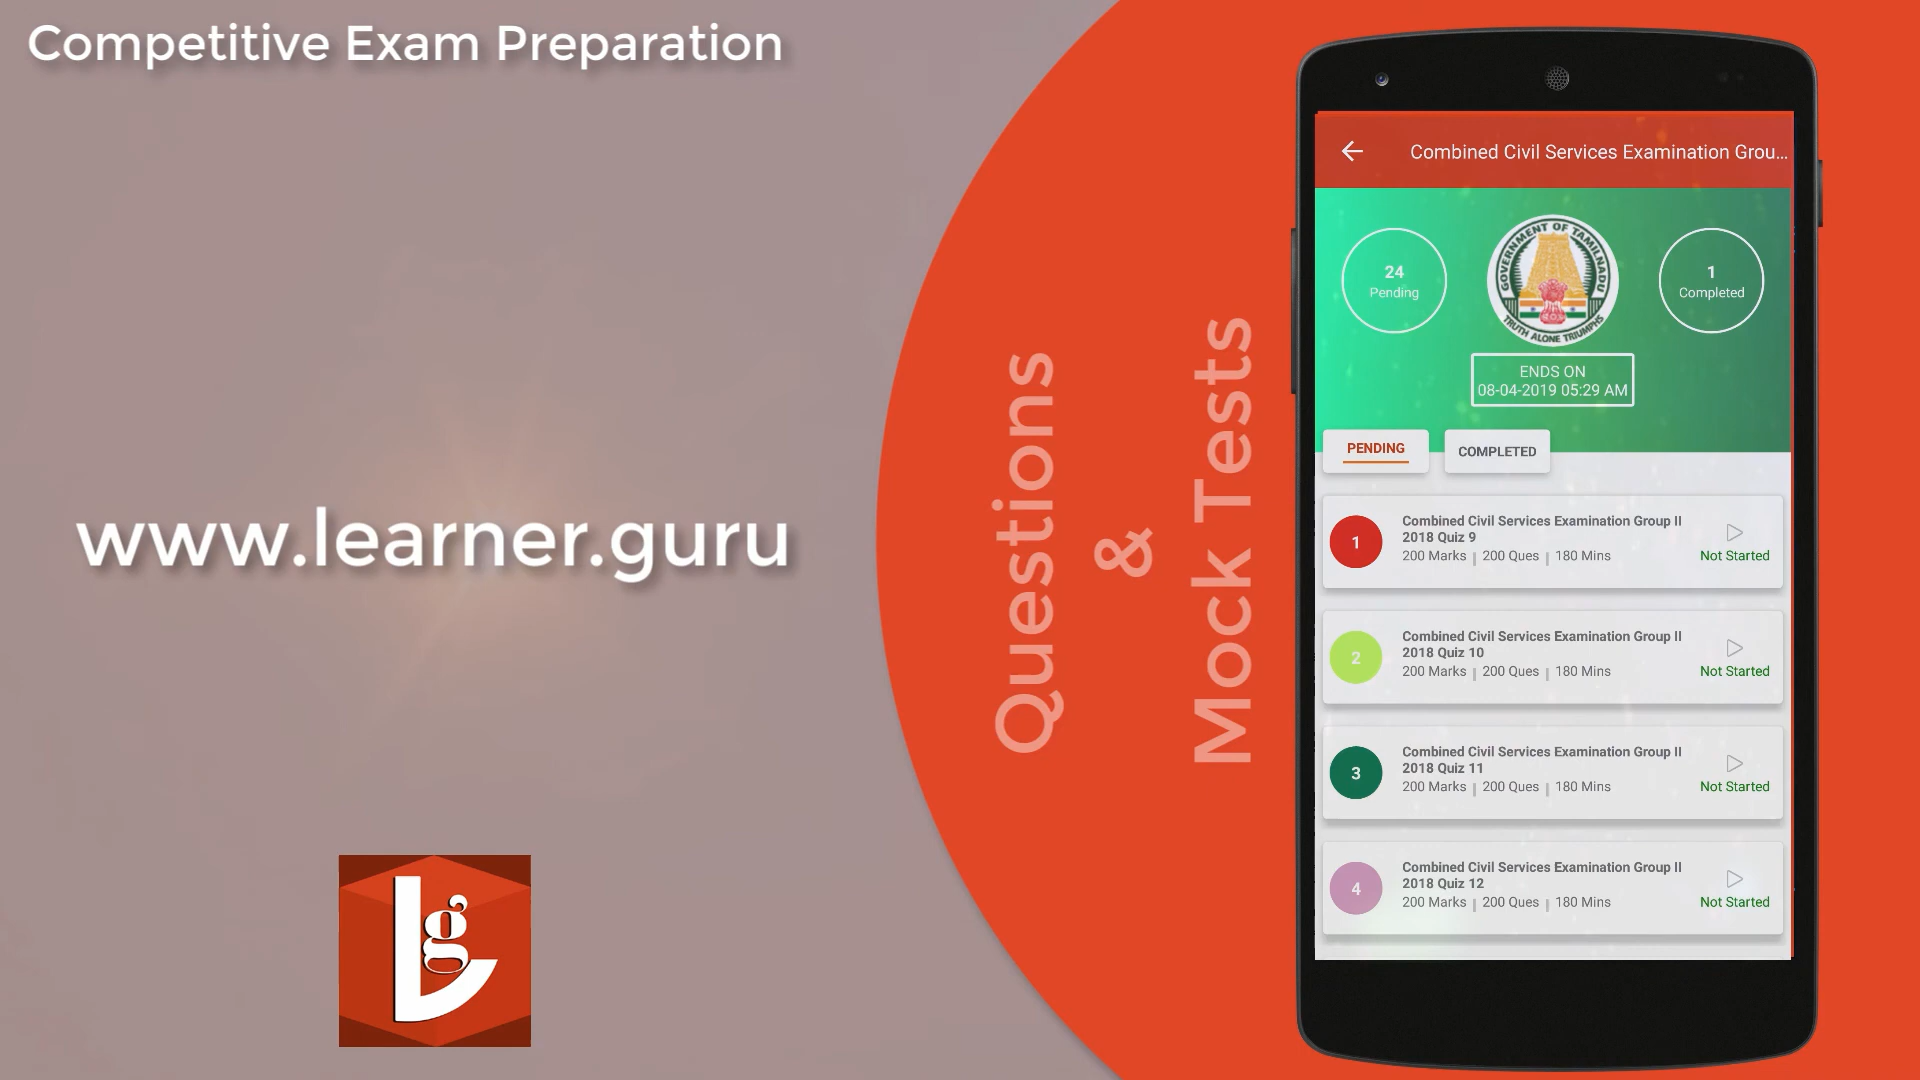 Competitive Exam Preparation
www.learner.guru
lg
Questions
&
Mock Tests
Combined Civil Services Examination Grou...
24
Pending
GOVERNMENT OF TAMILNADU
TRUTH ALONE TRIUMPHS
1
Completed
ENDS ON
08-04-2019 05:29 AM
PENDING
COMPLETED
1
Combined Civil Services Examination Group II
2018 Quiz 9
200 Marks | 200 Ques | 180 Mins
Not Started
2
Combined Civil Services Examination Group II
2018 Quiz 10
200 Marks | 200 Ques | 180 Mins
Not Started
3
Combined Civil Services Examination Group II
2018 Quiz 11
200 Marks | 200 Ques | 180 Mins
Not Started
4
Combined Civil Services Examination Group II
2018 Quiz 12
200 Marks | 200 Ques | 180 Mins
Not Started